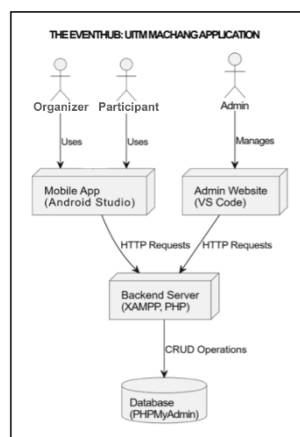 THE EVENTHUB: UITM MACHANG APPLICATION
Organizer Participant Admin
Uses Uses Manages
Mobile App
(Android Studio)
Admin Website
(VS Code)
HTTP Requests HTTP Requests
Backend Server
(XAMPP, PHP)
CRUD Operations
Database
(PHPMyAdmin)